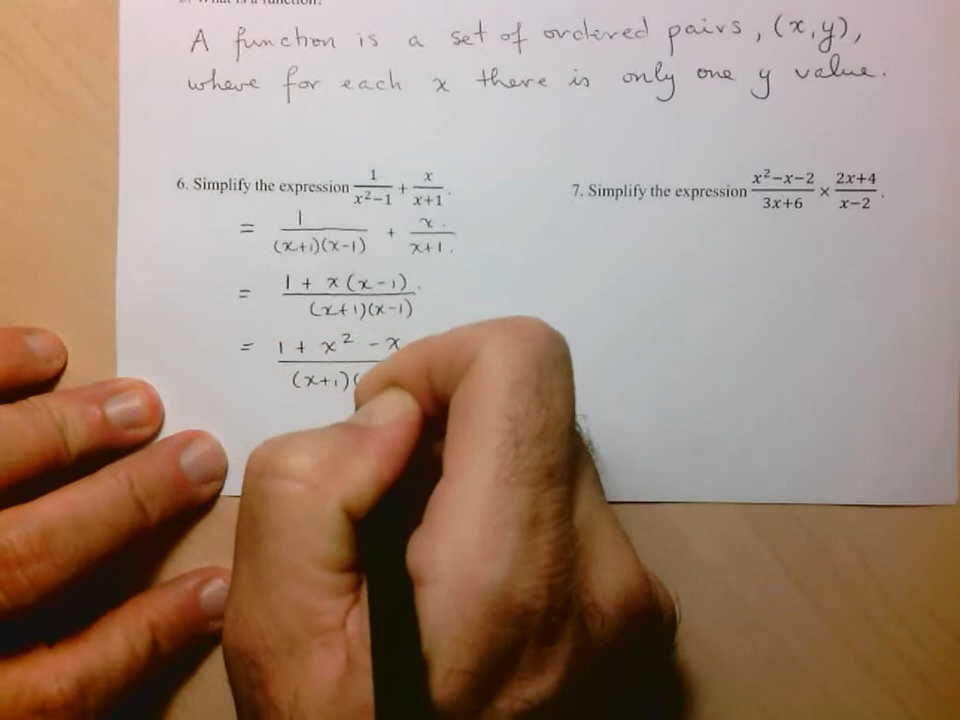 A function is a set of ordered pairs, (x,y),
where for each x there is only one y value.
6. Simplify the expression 1/(x²−1) + x/(x+1).
= 1/((x+1)(x-1)) + x/(x+1).
= (1 + x(x-1))/((x+1)(x-1))
= (1 + x² - x)/((x+1)(
7. Simplify the expression (x²−x−2)/(3x+6) × (2x+4)/(x−2).